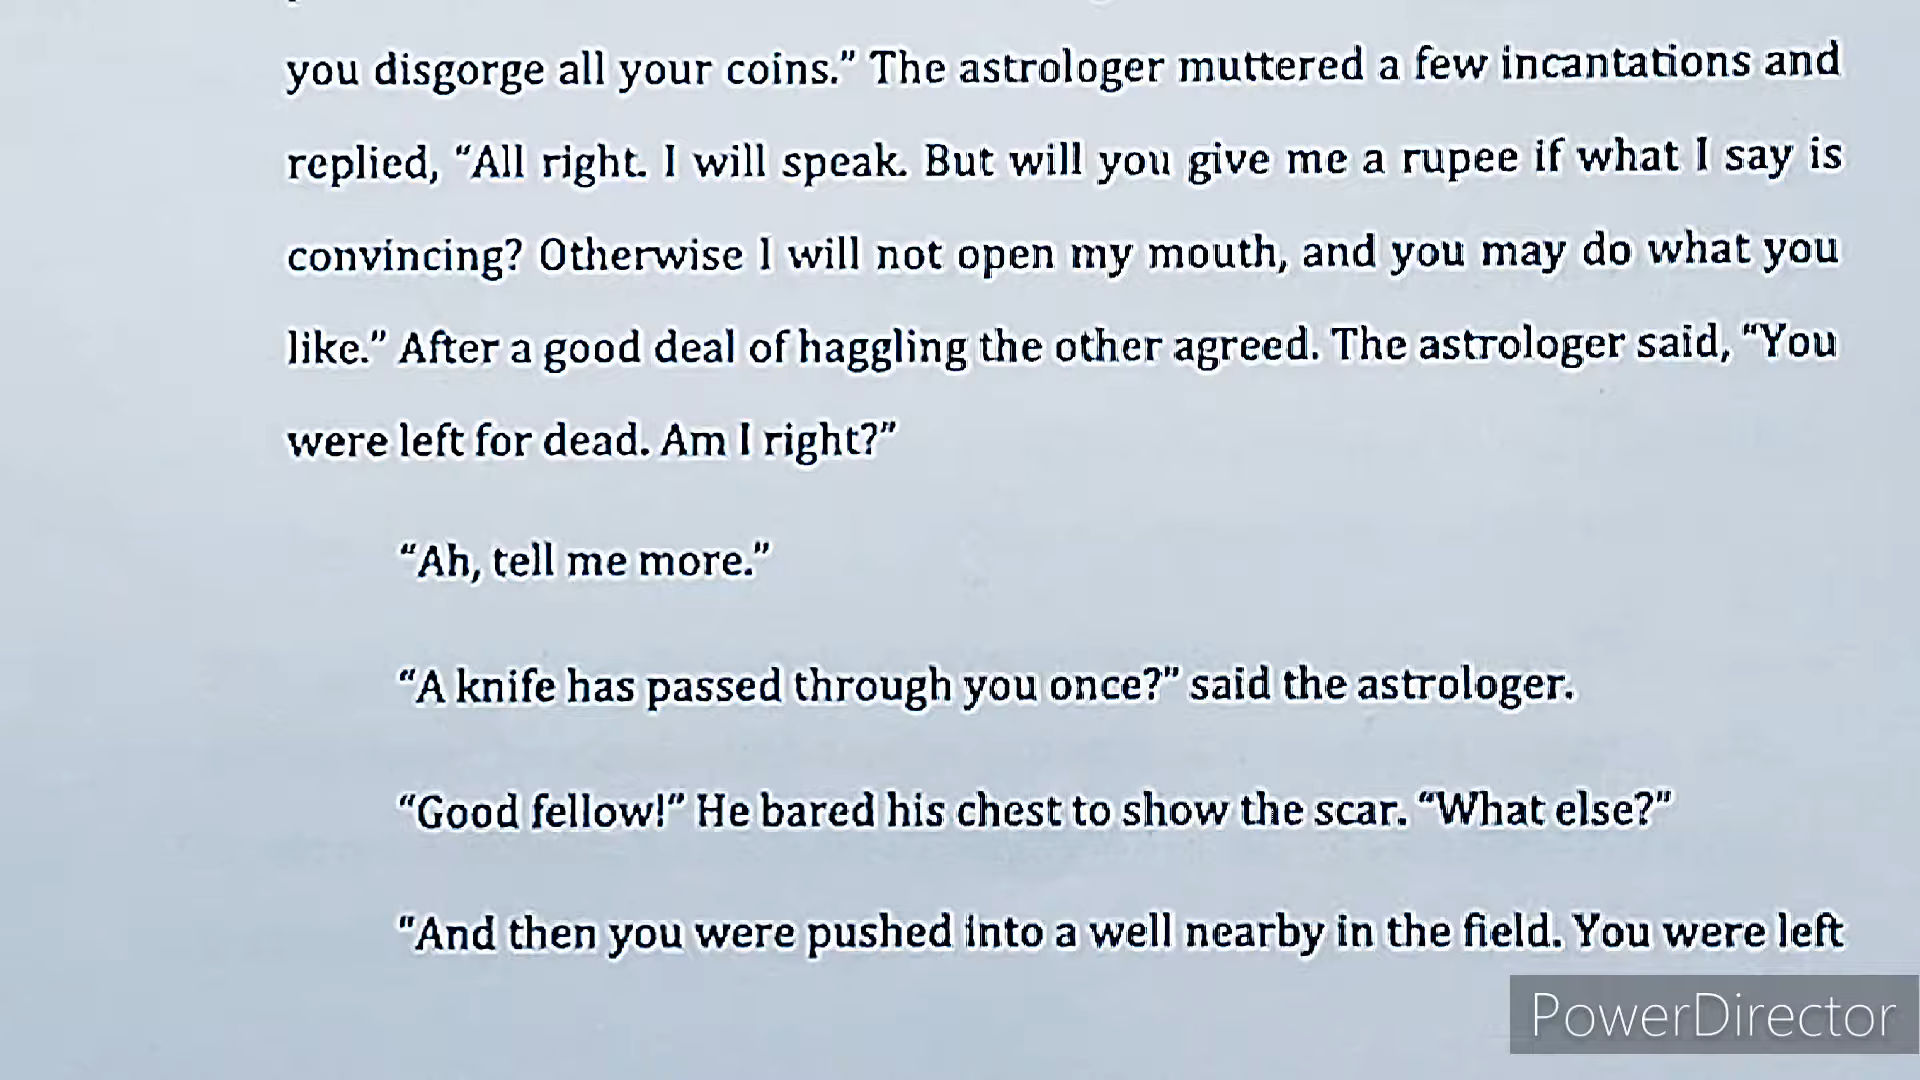 you disgorge all your coins.” The astrologer muttered a few incantations and
replied, “All right. I will speak. But will you give me a rupee if what I say is
convincing? Otherwise I will not open my mouth, and you may do what you
like.” After a good deal of haggling the other agreed. The astrologer said, “You
were left for dead. Am I right?”
“Ah, tell me more.”
“A knife has passed through you once?” said the astrologer.
“Good fellow!” He bared his chest to show the scar. “What else?”
“And then you were pushed into a well nearby in the field. You were left
PowerDirector